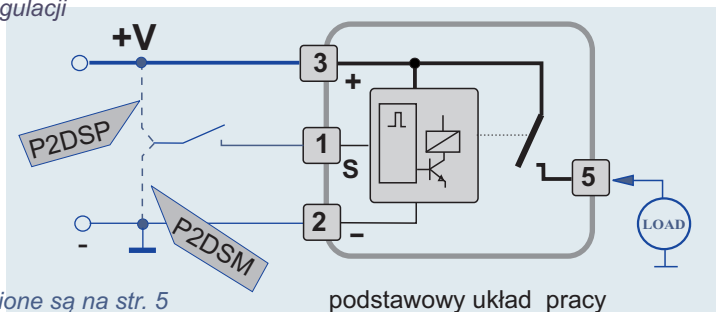 gulacji
+V
3
+
P2DSP
1
S
5
2
-
-
P2DSM
LOAD
ione są na str. 5
podstawowy układ pracy